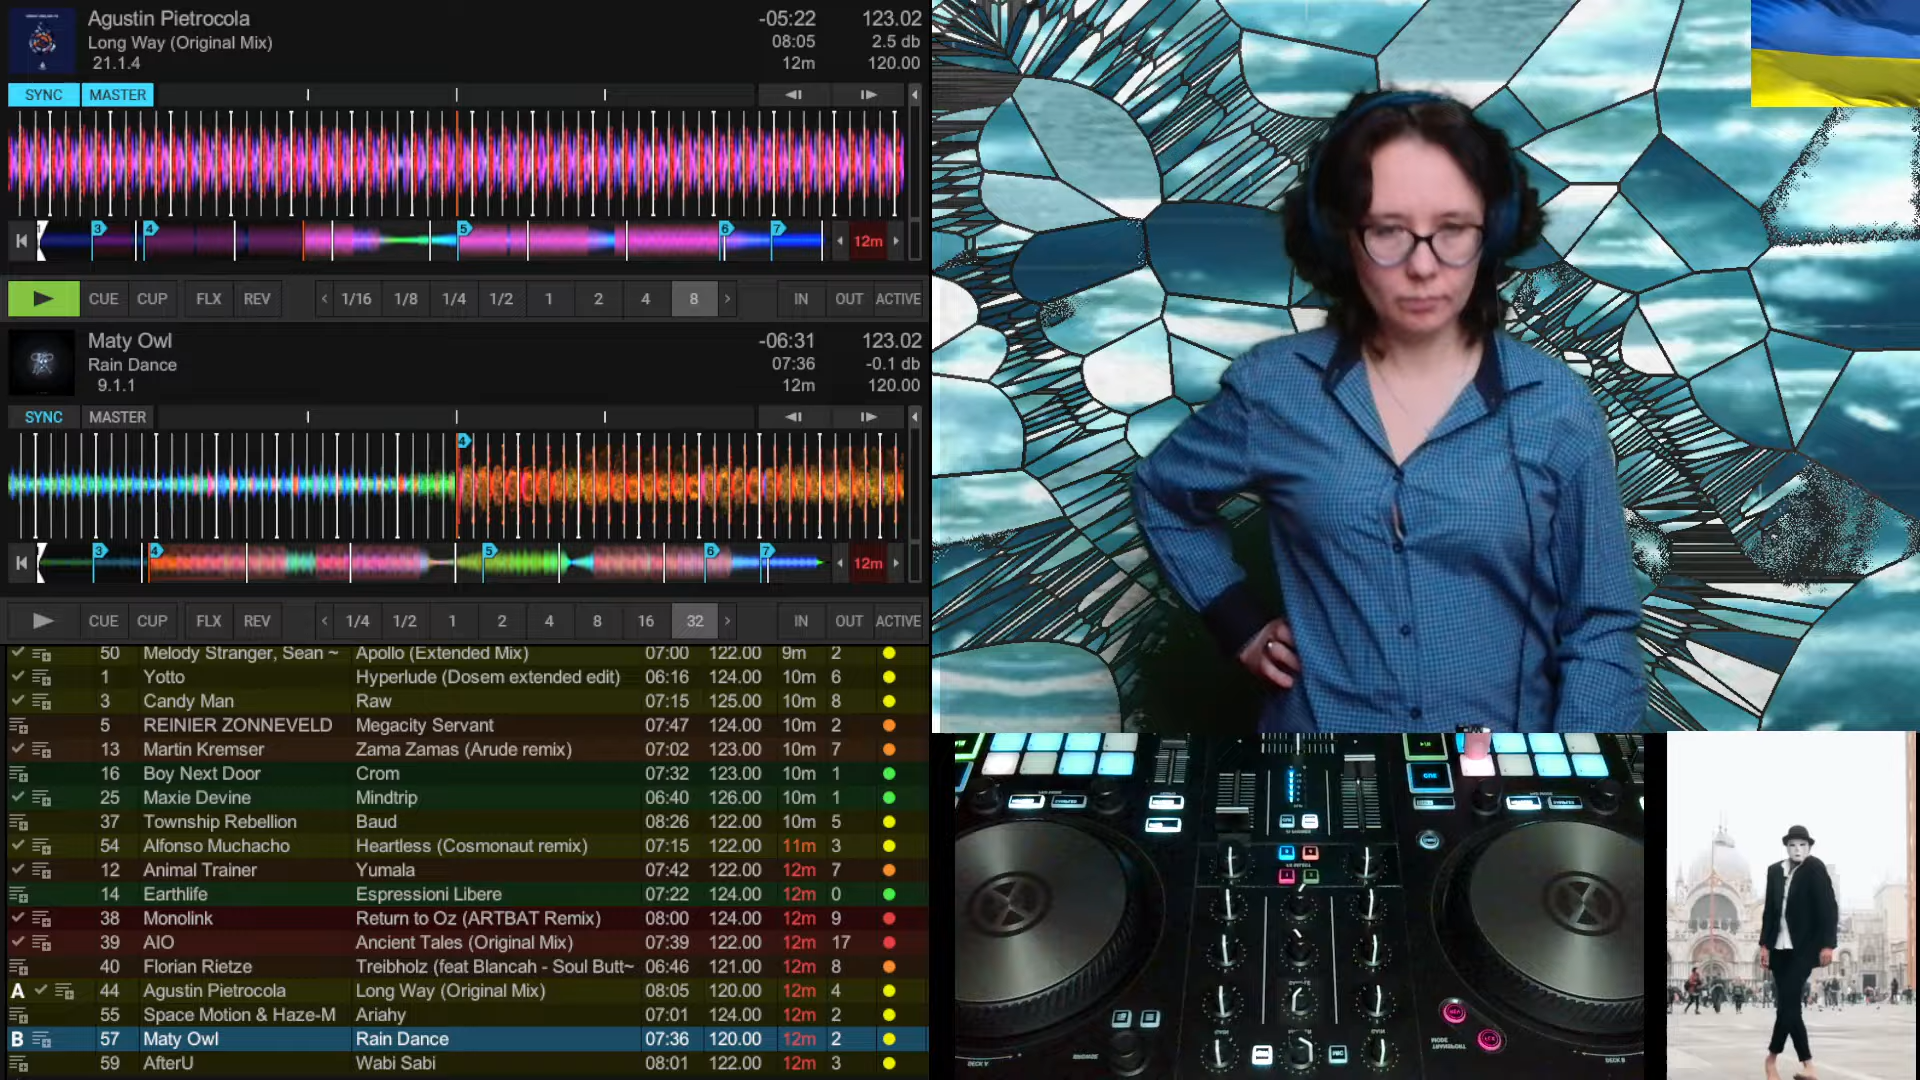 Agustin Pietrocola -05:22 123.02
Long Way (Original Mix) 08:05 2.5 db
21.1.4 12m 120.00
SYNC MASTER
3 4 5 6 7 12m
CUE CUP FLX REV 1/16 1/8 1/4 1/2 1 2 4 8 IN OUT ACTIVE
Maty Owl -06:31 123.02
Rain Dance 07:36 -0.1 db
9.1.1 12m 120.00
SYNC MASTER
4
3 4 5 6 7 12m
CUE CUP FLX REV 1/4 1/2 1 2 4 8 16 32 IN OUT ACTIVE
50 Melody Stranger, Sean ~ Apollo (Extended Mix) 07:00 122.00 9m 2
1 Yotto Hyperlude (Dosem extended edit) 06:16 124.00 10m 6
3 Candy Man Raw 07:15 125.00 10m 8
5 REINIER ZONNEVELD Megacity Servant 07:47 124.00 10m 2
13 Martin Kremser Zama Zamas (Arude remix) 07:02 123.00 10m 7
16 Boy Next Door Crom 07:32 123.00 10m 1
25 Maxie Devine Mindtrip 06:40 126.00 10m 1
37 Township Rebellion Baud 08:26 122.00 10m 5
54 Alfonso Muchacho Heartless (Cosmonaut remix) 07:15 122.00 11m 3
12 Animal Trainer Yumala 07:42 122.00 12m 7
14 Earthlife Espressioni Libere 07:22 124.00 12m 0
38 Monolink Return to Oz (ARTBAT Remix) 08:00 124.00 12m 9
39 AIO Ancient Tales (Original Mix) 07:39 122.00 12m 17
40 Florian Rietze Treibholz (feat Blancah - Soul Butt~ 06:46 121.00 12m 8
A 44 Agustin Pietrocola Long Way (Original Mix) 08:05 120.00 12m 4
55 Space Motion & Haze-M Ariahy 07:01 124.00 12m 2
B 57 Maty Owl Rain Dance 07:36 120.00 12m 2
59 AfterU Wabi Sabi 08:01 122.00 12m 3